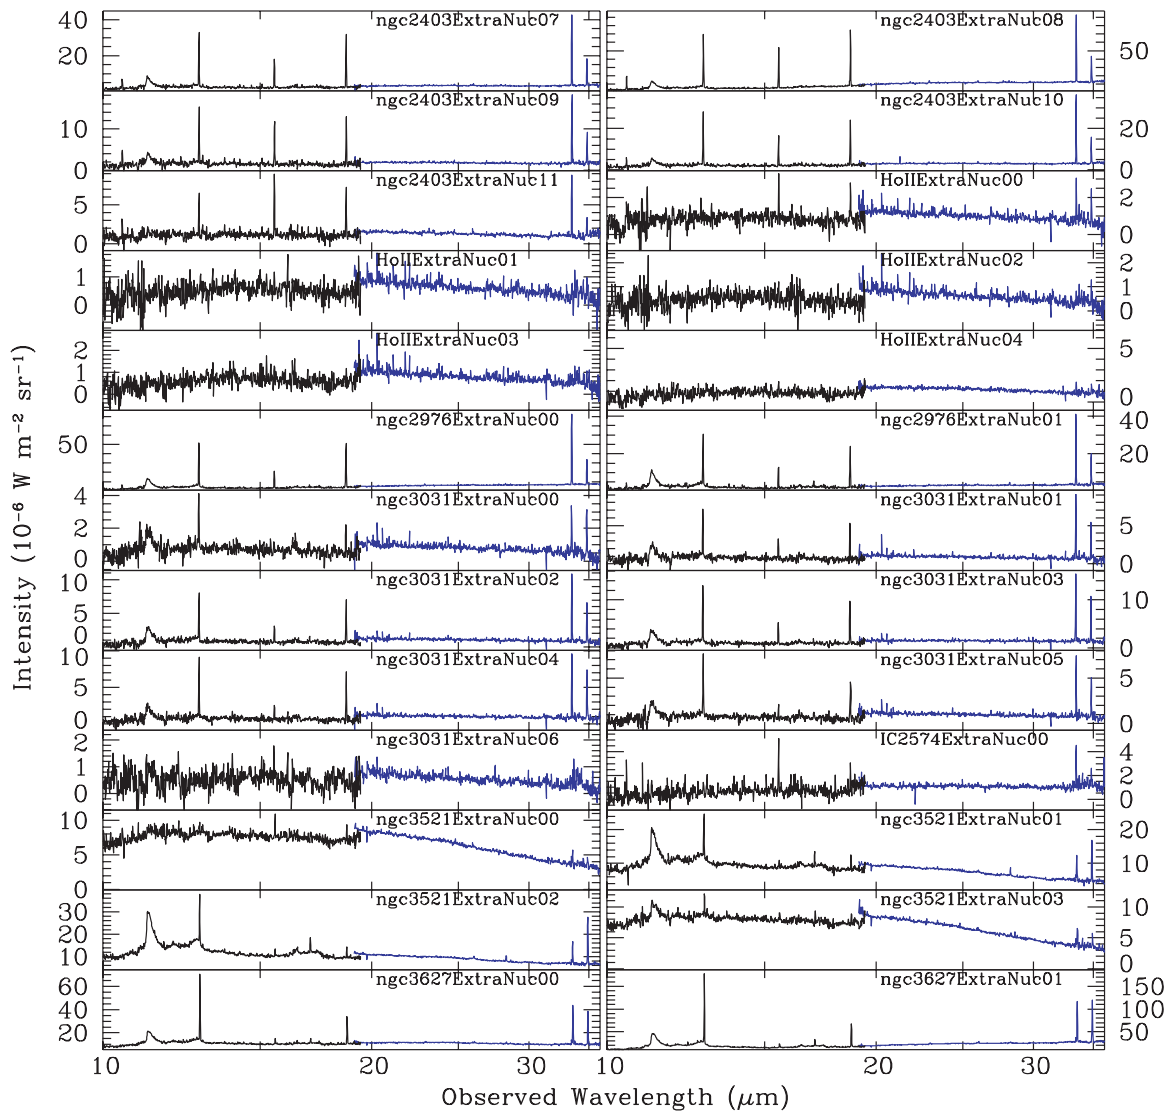 40
20
ngc2403ExtraNuc07
ngc2403ExtraNuc08
50
10
0
ngc2403ExtraNuc09
ngc2403ExtraNuc10
20
0
5
0
ngc2403ExtraNuc11
HoIIExtraNuc00
2
0
1
0
HoIIExtraNuc01
HoIIExtraNuc02
2
1
0
2
1
0
HoIIExtraNuc03
HoIIExtraNuc04
5
0
50
ngc2976ExtraNuc00
ngc2976ExtraNuc01
40
20
4
2
0
ngc3031ExtraNuc00
ngc3031ExtraNuc01
5
0
10
5
0
ngc3031ExtraNuc02
ngc3031ExtraNuc03
10
0
10
5
0
ngc3031ExtraNuc04
ngc3031ExtraNuc05
5
0
2
1
0
ngc3031ExtraNuc06
IC2574ExtraNuc00
4
2
0
10
5
0
ngc3521ExtraNuc00
ngc3521ExtraNuc01
20
10
30
20
10
ngc3521ExtraNuc02
ngc3521ExtraNuc03
10
5
0
60
40
20
ngc3627ExtraNuc00
ngc3627ExtraNuc01
150
100
50
10 20 30 10 20 30
Observed Wavelength (μm)
Intensity (10⁻⁶ W m⁻² sr⁻¹)